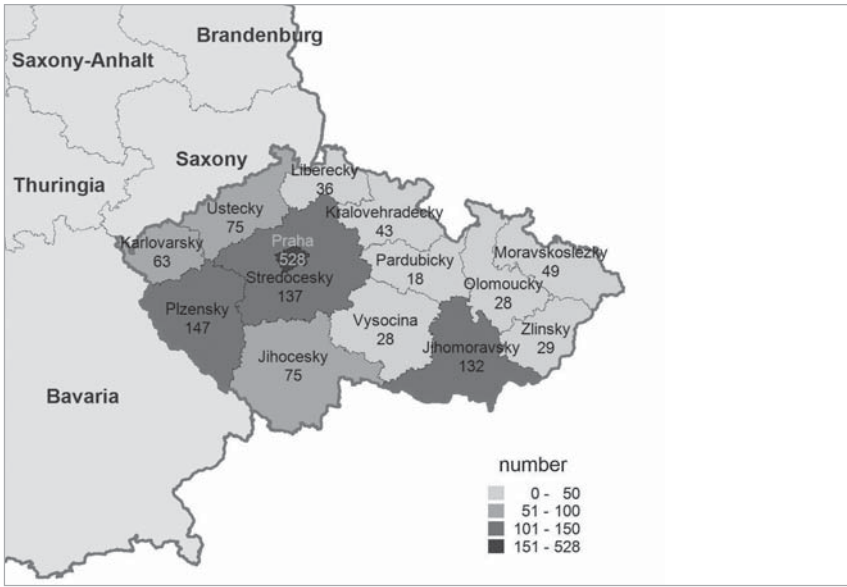 Brandenburg
Saxony-Anhalt
Saxony
Thuringia
Liberecky
36
Ustecky
75
Kralovehradecky
43
Karlovarsky
63
Praha
528
Stredocesky
137
Pardubicky
18
Moravskoslezky
49
Olomoucky
28
Plzensky
147
Vysocina
28
Zlinsky
29
Jihomoravsky
132
Jihocesky
75
Bavaria
number
0 - 50
51 - 100
101 - 150
151 - 528